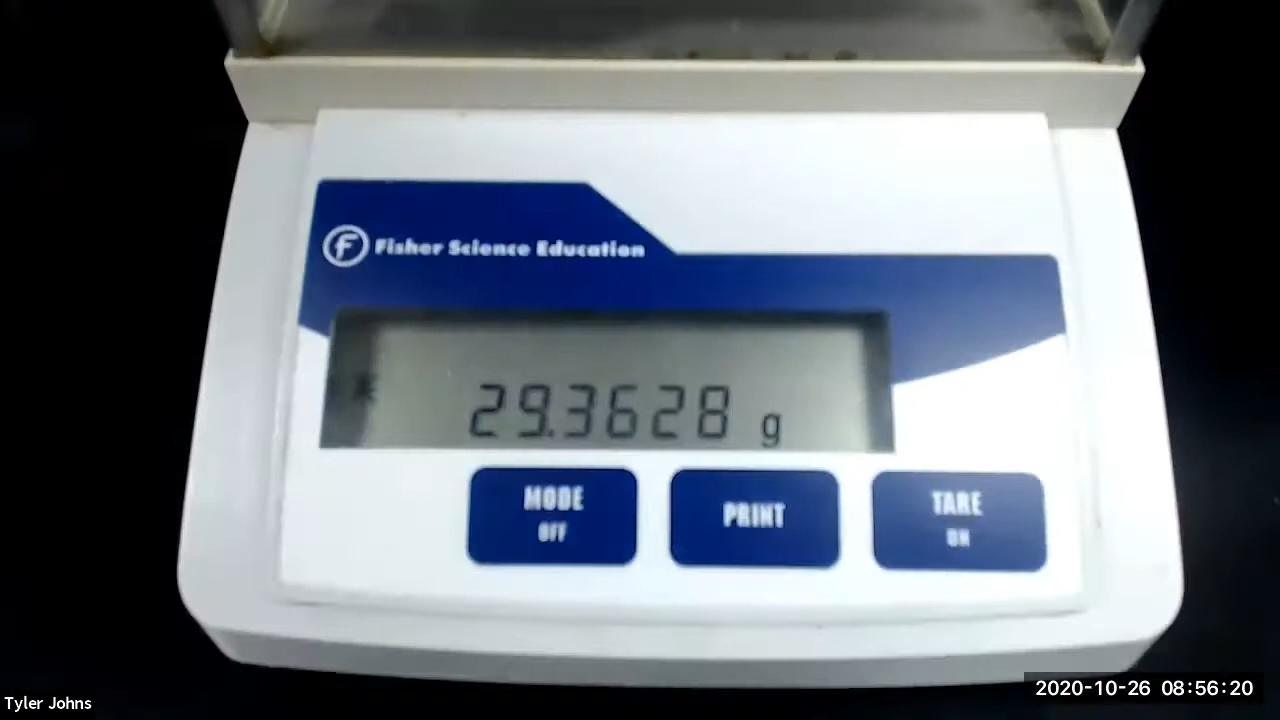 Fisher Science Education
29.3628 g
MODE
OFF
PRINT
TARE
ON
Tyler Johns
2020-10-26 08:56:20